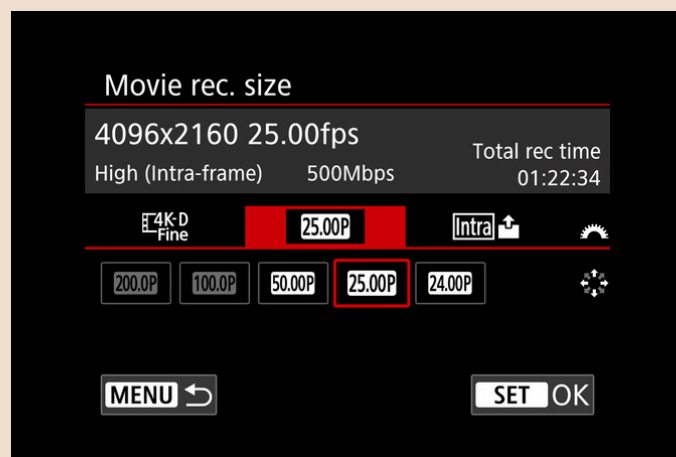 Movie rec. size
4096x2160 25.00fps
High (Intra-frame) 500Mbps
Total rec time
01:22:34
4K-D
Fine
25.00P
Intra
200.0P 100.0P 50.00P 25.00P 24.00P
MENU
SET OK